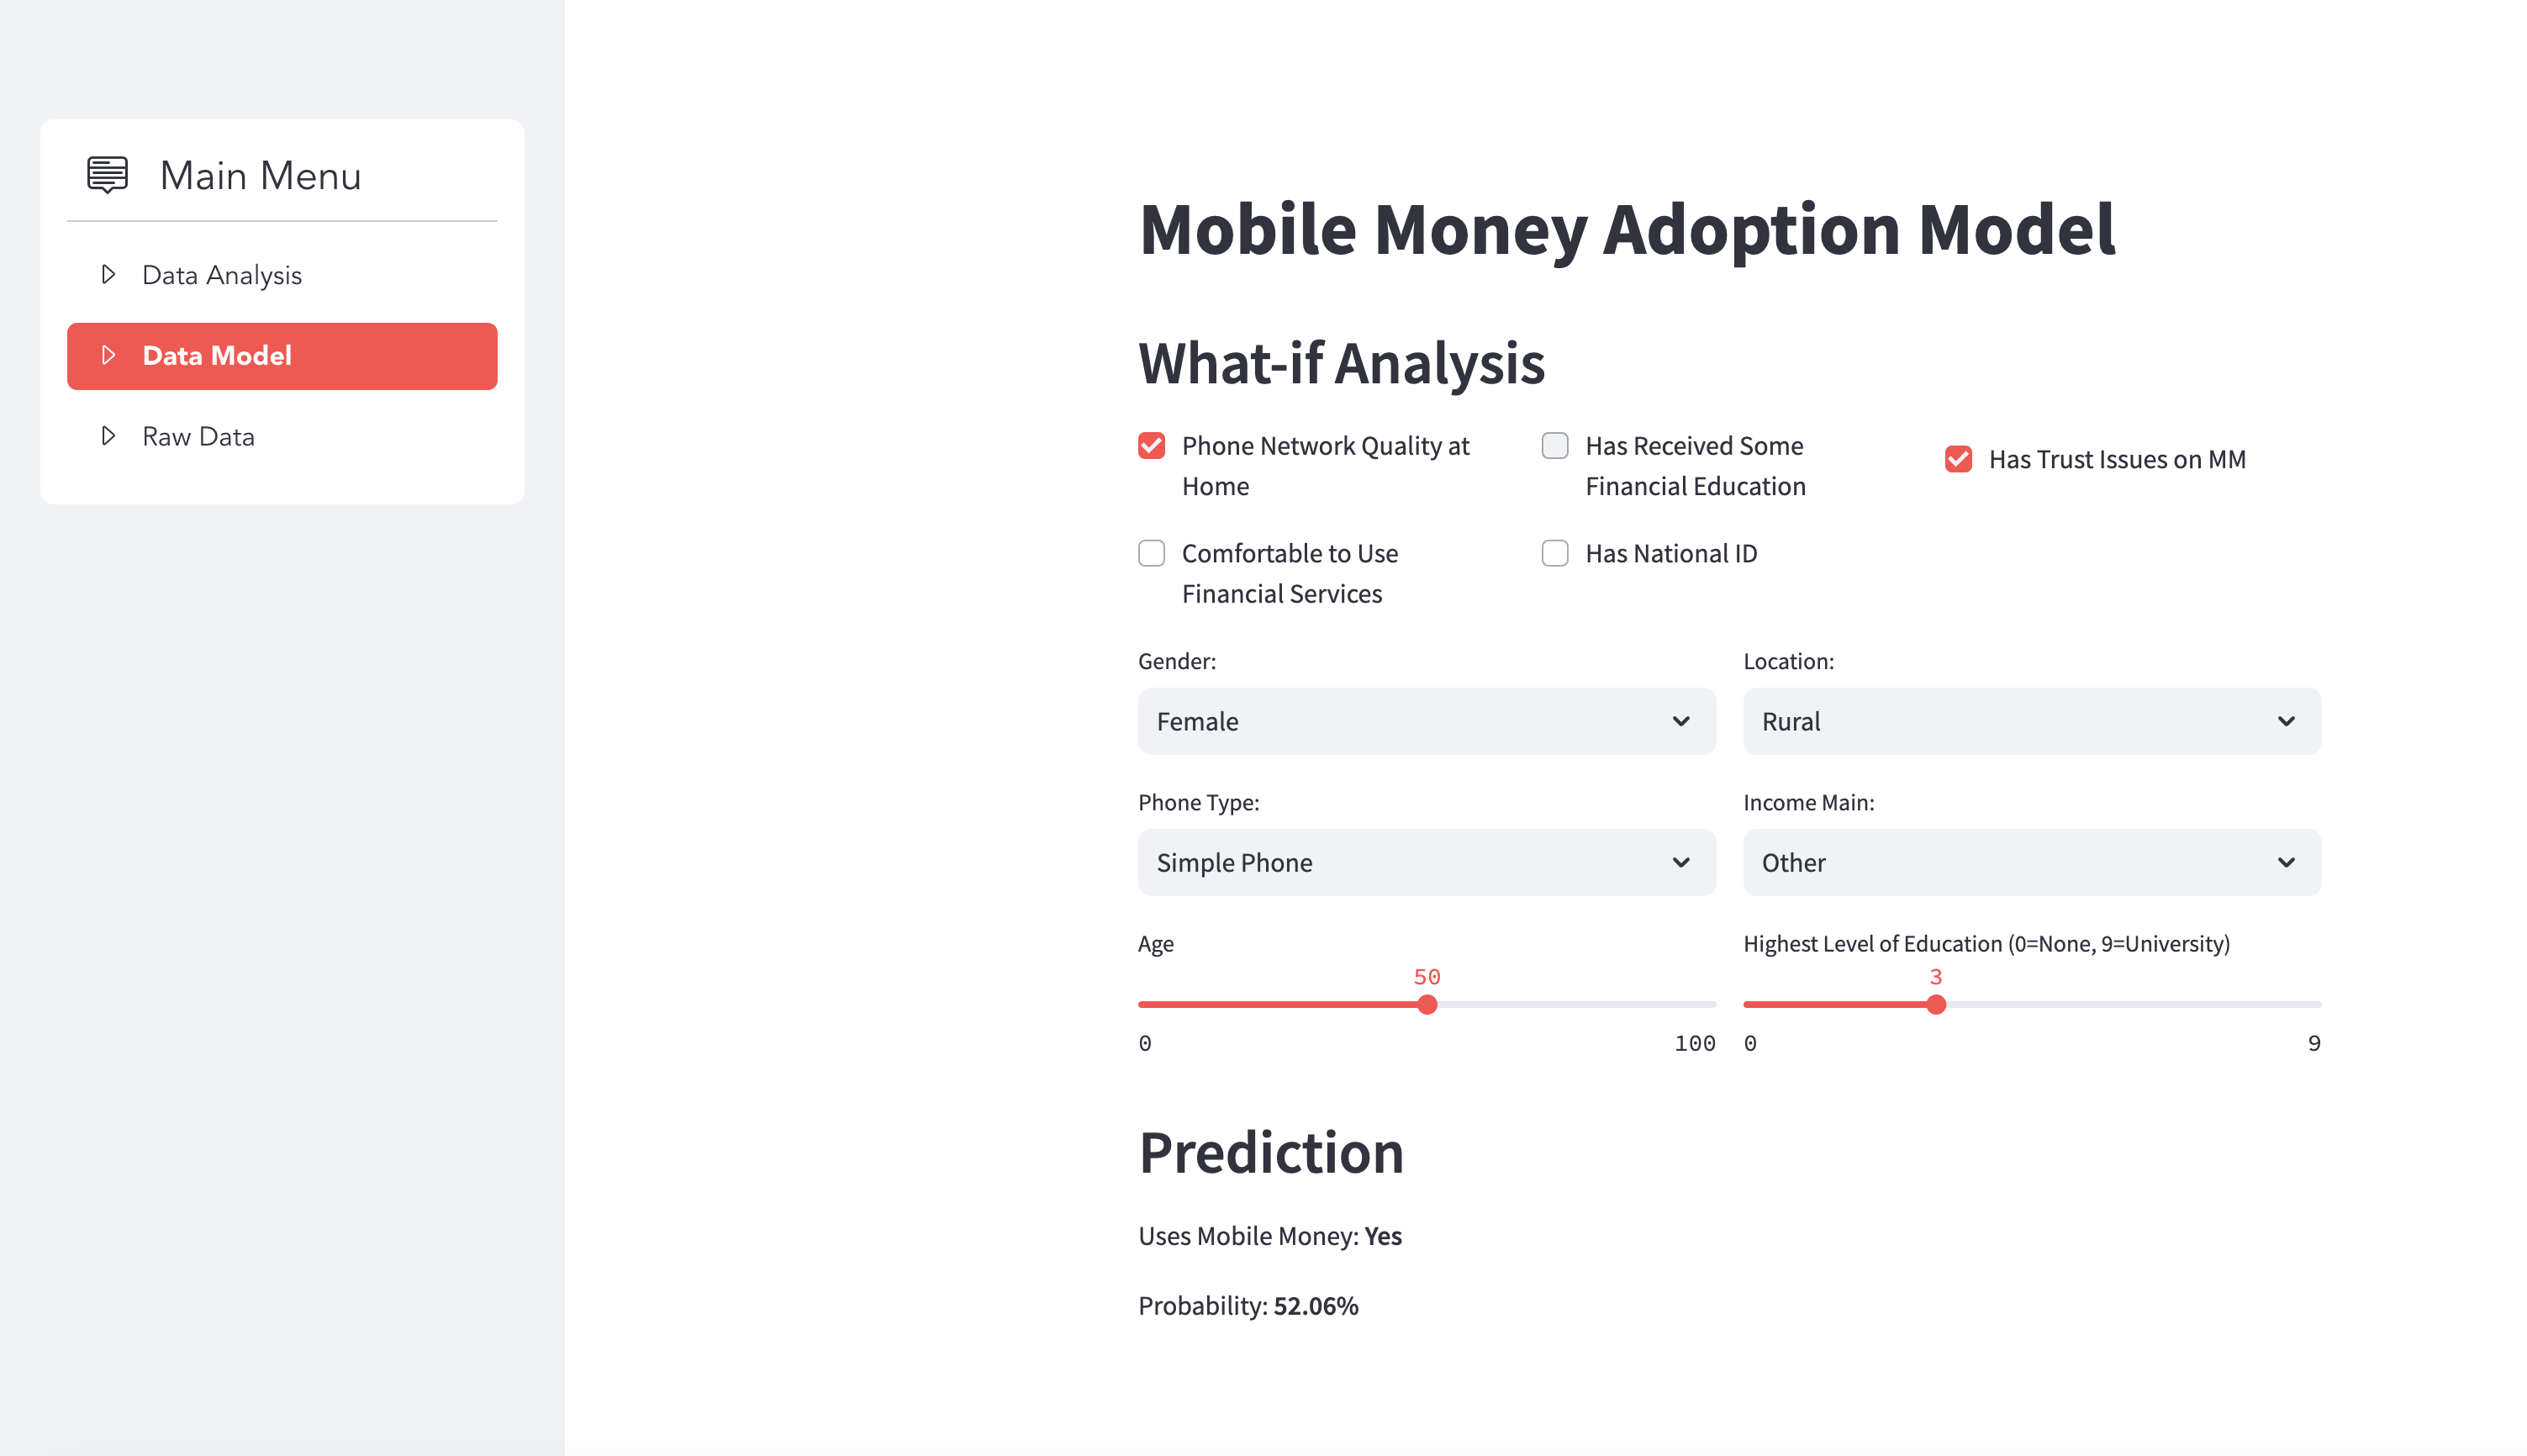 Main Menu
Data Analysis
Data Model
Raw Data
Mobile Money Adoption Model
What-if Analysis
Phone Network Quality at
Home
Has Received Some
Financial Education
Has Trust Issues on MM
Comfortable to Use
Financial Services
Has National ID
Gender:
Female
Location:
Rural
Phone Type:
Simple Phone
Income Main:
Other
Age
50
0
100
Highest Level of Education (0=None, 9=University)
3
0
9
Prediction
Uses Mobile Money: Yes
Probability: 52.06%